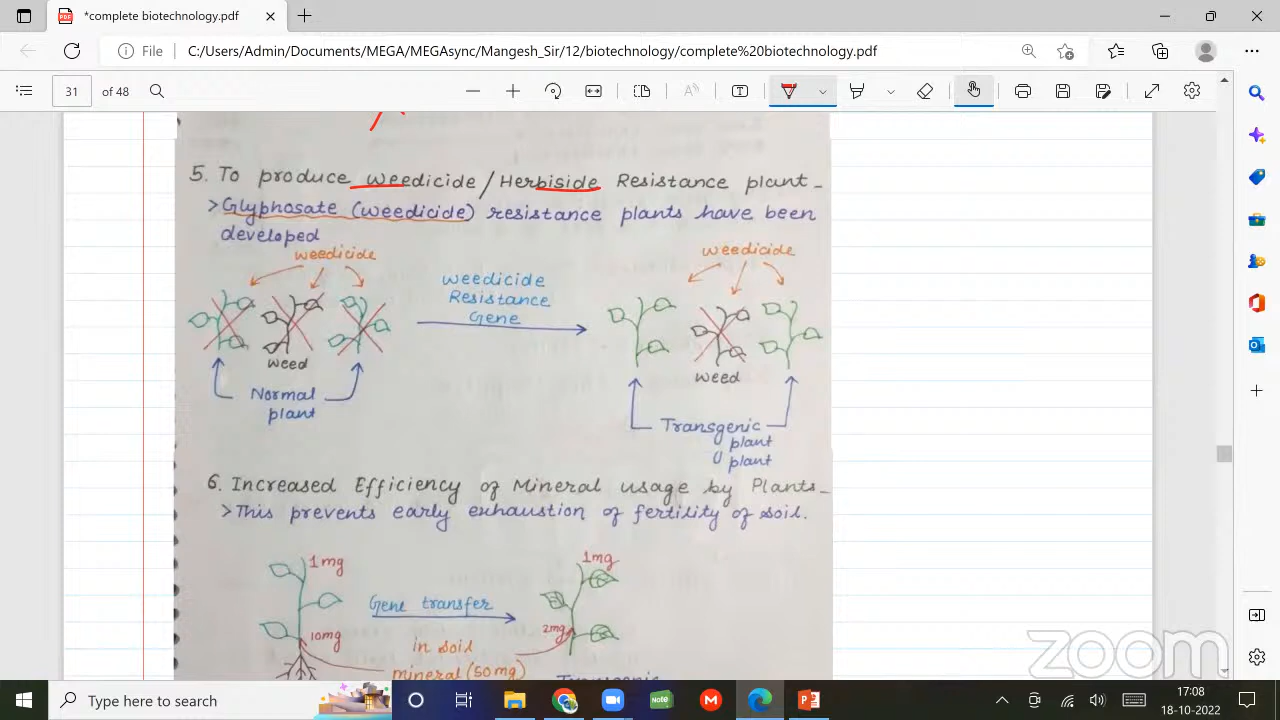 *complete biotechnology.pdf
File
C:/Users/Admin/Documents/MEGA/MEGAsync/Mangesh_Sir/12/biotechnology/complete%20biotechnology.pdf
31 of 48
5. To produce weedicide / Herbiside Resistance plant -
> Glyphosate (weedicide) resistance plants have been
developed
weedicide
weed
Normal
plant
weedicide
Resistance
Gene
weedicide
weed
Transgenic
plant
plant
6. Increased Efficiency of Mineral usage by Plants -
> This prevents early exhaustion of fertility of soil.
1mg
10mg
Gene transfer
in soil
mineral (50mg)
1mg
2mg
Transgenic
zoom
Type here to search
Note
17:08
18-10-2022